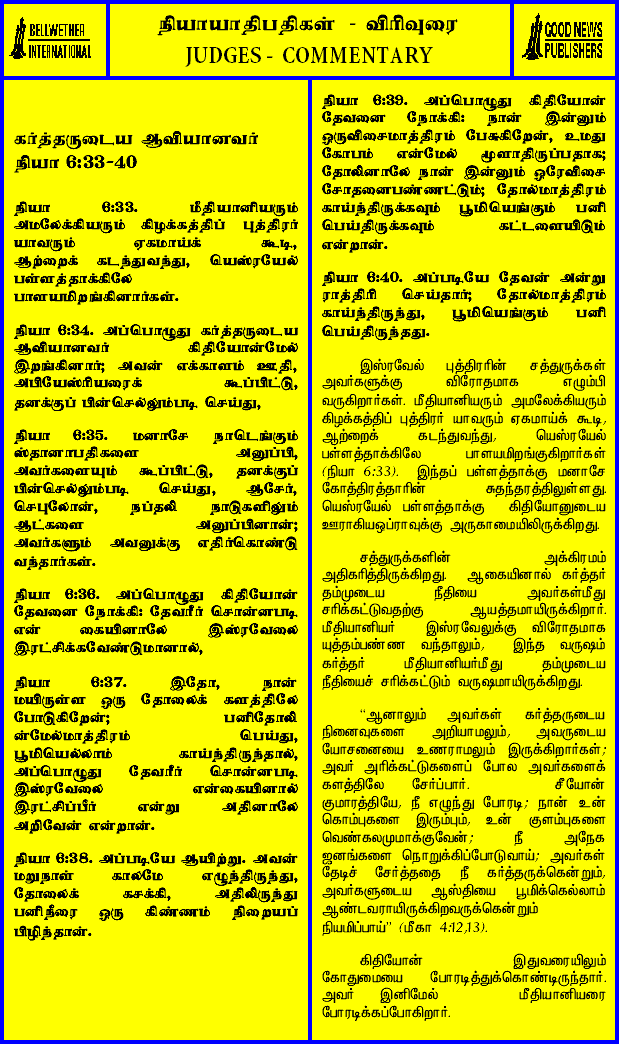 BELLWETHER
INTERNATIONAL
நியாயாதிபதிகள் - விரிவுரை
JUDGES - COMMENTARY
GOOD NEWS
PUBLISHERS
கர்த்தருடைய ஆவியானவர்
நியா 6:33-40
நியா 6:33. மீதியானியரும்
அமலேக்கியரும் கிழக்கத்திப் புத்திரர்
யாவரும் ஏகமாய்க் கூடி,
ஆற்றைக் கடந்துவந்து, யெஸ்ரயேல்
பள்ளத்தாக்கிலே
பாளயமிறங்கினார்கள்.
நியா 6:34. அப்பொழுது கர்த்தருடைய
ஆவியானவர் கிதியோன்மேல்
இறங்கினார்; அவன் எக்காளம் ஊதி,
அபியேஸ்ரியரைக் கூப்பிட்டு,
தனக்குப் பின்செல்லும்படி செய்து,
நியா 6:35. மனாசே நாடெங்கும்
ஸ்தானாபதிகளை அனுப்பி,
அவர்களையும் கூப்பிட்டு, தனக்குப்
பின்செல்லும்படி செய்து, ஆசேர்,
செபுலோன், நப்தலி நாடுகளிலும்
ஆட்களை அனுப்பினான்;
அவர்களும் அவனுக்கு எதிர்கொண்டு
வந்தார்கள்.
நியா 6:36. அப்பொழுது கிதியோன்
தேவனை நோக்கி: தேவரீர் சொன்னபடி
என் கையினாலே இஸ்ரவேலை
இரட்சிக்கவேண்டுமானால்,
நியா 6:37. இதோ, நான்
மயிருள்ள ஒரு தோலைக் களத்திலே
போடுகிறேன்; பனிதோலி
ன்மேல்மாத்திரம் பெய்து,
பூமியெல்லாம் காய்ந்திருந்தால்,
அப்பொழுது தேவரீர் சொன்னபடி
இஸ்ரவேலை என்கையினால்
இரட்சிப்பீர் என்று அதினாலே
அறிவேன் என்றான்.
நியா 6:38. அப்படியே ஆயிற்று. அவன்
மறுநாள் காலமே எழுந்திருந்து,
தோலைக் கசக்கி, அதிலிருந்து
பனிநீரை ஒரு கிண்ணம் நிறையப்
பிழிந்தான்.
நியா 6:39. அப்பொழுது கிதியோன்
தேவனை நோக்கி: நான் இன்னும்
ஒருவிசைமாத்திரம் பேசுகிறேன், உமது
கோபம் என்மேல் மூளாதிருப்பதாக;
தோலினாலே நான் இன்னும் ஒரேவிசை
சோதனைபண்ணட்டும்; தோல்மாத்திரம்
காய்ந்திருக்கவும் பூமியெங்கும் பனி
பெய்திருக்கவும் கட்டளையிடும்
என்றான்.
நியா 6:40. அப்படியே தேவன் அன்று
ராத்திரி செய்தார்; தோல்மாத்திரம்
காய்ந்திருந்து, பூமியெங்கும் பனி
பெய்திருந்தது.
இஸ்ரவேல் புத்திரரின் சத்துருக்கள்
அவர்களுக்கு விரோதமாக எழும்பி
வருகிறார்கள். மீதியானியரும் அமலேக்கியரும்
கிழக்கத்திப் புத்திரர் யாவரும் ஏகமாய்க் கூடி,
ஆற்றைக் கடந்துவந்து, யெஸ்ரயேல்
பள்ளத்தாக்கிலே பாளயமிறங்குகிறார்கள்
(நியா 6:33). இந்தப் பள்ளத்தாக்கு மனாசே
கோத்திரத்தாரின் சுதந்தரத்திலுள்ளது.
யெஸ்ரயேல் பள்ளத்தாக்கு கிதியோனுடைய
ஊராகியஒப்ராவுக்கு அருகாமையிலிருக்கிறது.
சத்துருக்களின் அக்கிரமம்
அதிகரித்திருக்கிறது. ஆகையினால் கர்த்தர்
தம்முடைய நீதியை அவர்கள்மீது
சரிக்கட்டுவதற்கு ஆயத்தமாயிருக்கிறார்.
மீதியானியர் இஸ்ரவேலுக்கு விரோதமாக
யுத்தம்பண்ண வந்தாலும், இந்த வருஷம்
கர்த்தர் மீதியானியர்மீது தம்முடைய
நீதியைச் சரிக்கட்டும் வருஷமாயிருக்கிறது.
“ஆனாலும் அவர்கள் கர்த்தருடைய
நினைவுகளை அறியாமலும், அவருடைய
யோசனையை உணராமலும் இருக்கிறார்கள்;
அவர் அரிக்கட்டுகளைப் போல அவர்களைக்
களத்திலே சேர்ப்பார். சீயோன்
குமாரத்தியே, நீ எழுந்து போரடி; நான் உன்
கொம்புகளை இரும்பும், உன் குளம்புகளை
வெண்கலமுமாக்குவேன்; நீ அநேக
ஜனங்களை நொறுக்கிப்போடுவாய்; அவர்கள்
தேடிச் சேர்த்ததை நீ கர்த்தருக்கென்றும்,
அவர்களுடைய ஆஸ்தியை பூமிக்கெல்லாம்
ஆண்டவராயிருக்கிறவருக்கென்றும்
நியமிப்பாய்” (மீகா 4:12,13).
கிதியோன் இதுவரையிலும்
கோதுமையை போரடித்துக்கொண்டிருந்தார்.
அவர் இனிமேல் மீதியானியரை
போரடிக்கப்போகிறார்.